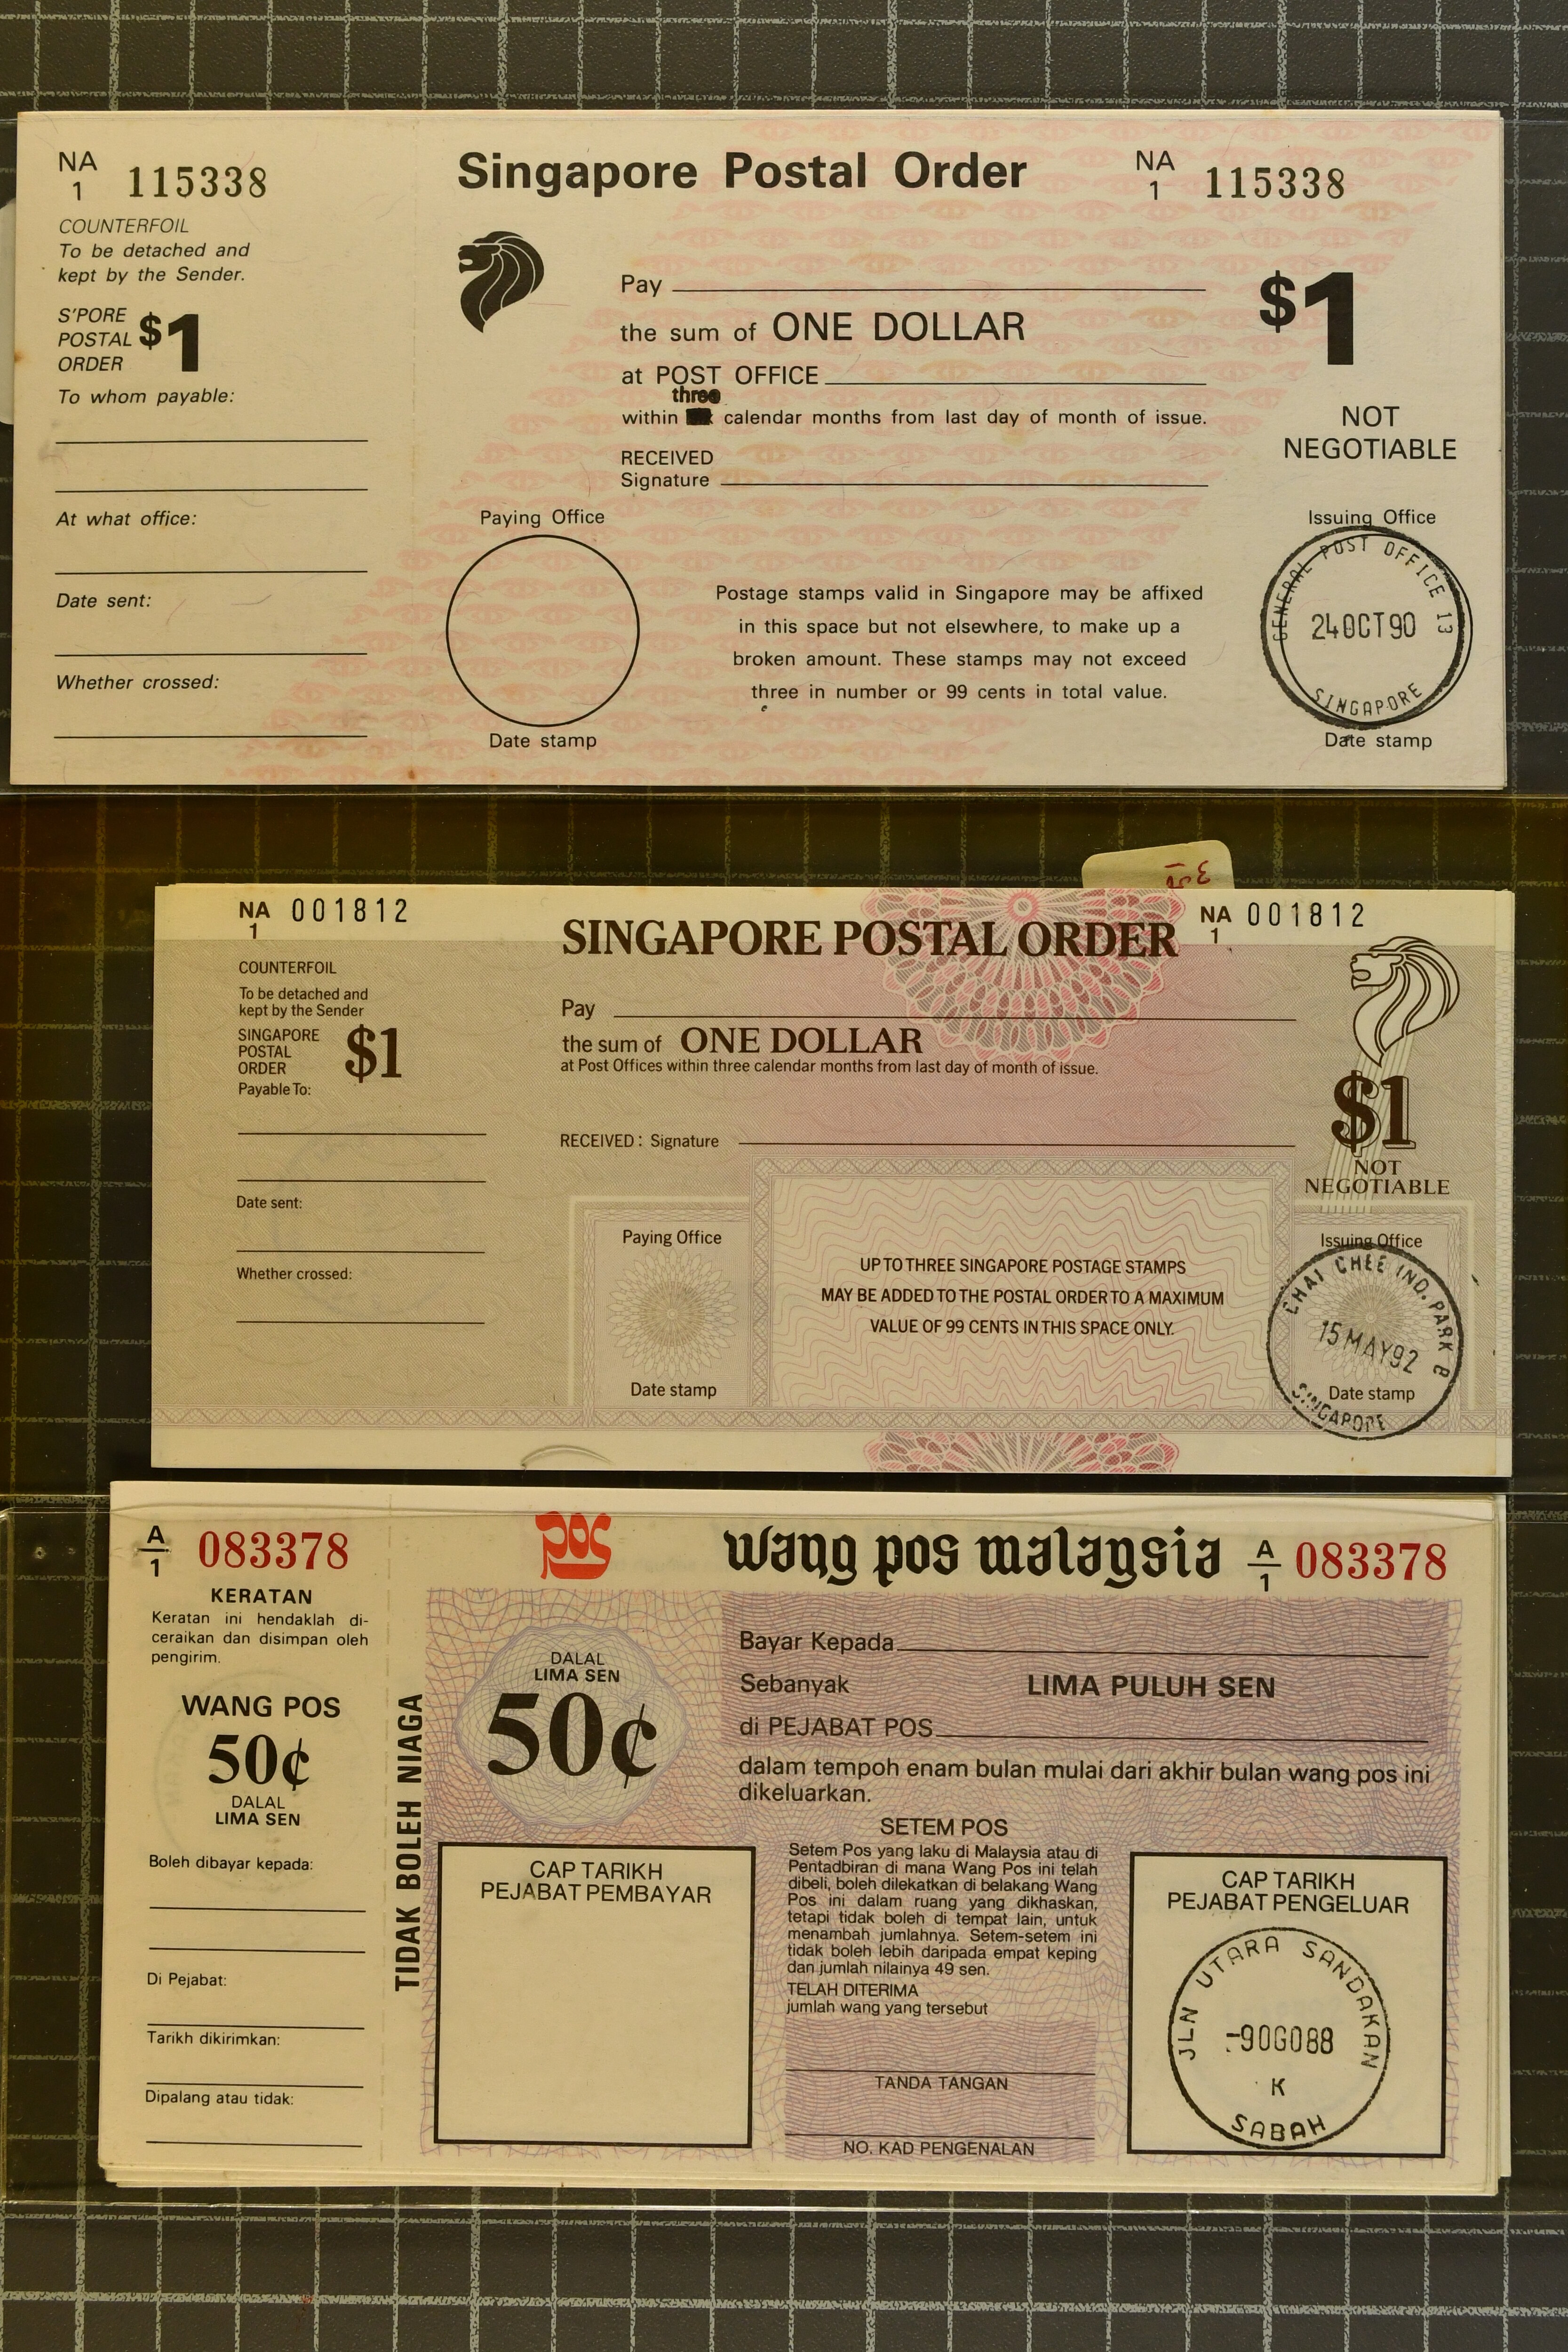 NA
1 115338
COUNTERFOIL
To be detached and
kept by the Sender.
S'PORE
POSTAL
ORDER $1
To whom payable:
At what office:
Date sent:
Whether crossed:
Singapore Postal Order
NA
1 115338
Pay
the sum of ONE DOLLAR
at POST OFFICE
three
within calendar months from last day of month of issue.
RECEIVED
Signature
$1
NOT
NEGOTIABLE
Paying Office
Date stamp
Postage stamps valid in Singapore may be affixed
in this space but not elsewhere, to make up a
broken amount. These stamps may not exceed
three in number or 99 cents in total value.
Issuing Office
GENERAL POST OFFICE 13
24OCT90
SINGAPORE
Date stamp
NA
1 001812
COUNTERFOIL
To be detached and
kept by the Sender
SINGAPORE
POSTAL
ORDER $1
Payable To:
Date sent:
Whether crossed:
SINGAPORE POSTAL ORDER
NA
1 001812
Pay
the sum of ONE DOLLAR
at Post Offices within three calendar months from last day of month of issue.
RECEIVED: Signature
$1
NOT
NEGOTIABLE
Paying Office
Date stamp
UP TO THREE SINGAPORE POSTAGE STAMPS
MAY BE ADDED TO THE POSTAL ORDER TO A MAXIMUM
VALUE OF 99 CENTS IN THIS SPACE ONLY.
Issuing Office
CHAI CHEE IND. PARK B
15 MAY92
Date stamp
SINGAPORE
A
1 083378
KERATAN
Keratan ini hendaklah di-
ceraikan dan disimpan oleh
pengirim.
WANG POS
50¢
DALAL
LIMA SEN
Boleh dibayar kepada:
Di Pejabat:
Tarikh dikirimkan:
Dipalang atau tidak:
TIDAK BOLEH NIAGA
pos
wang pos malaysia
A
1 083378
DALAL
LIMA SEN
50¢
Bayar Kepada
Sebanyak LIMA PULUH SEN
di PEJABAT POS
dalam tempoh enam bulan mulai dari akhir bulan wang pos ini
dikeluarkan.
CAP TARIKH
PEJABAT PEMBAYAR
SETEM POS
Setem Pos yang laku di Malaysia atau di
Pentadbiran di mana Wang Pos ini telah
dibeli, boleh dilekatkan di belakang Wang
Pos ini dalam ruang yang dikhaskan,
tetapi tidak boleh di tempat lain, untuk
menambah jumlahnya. Setem-setem ini
tidak boleh lebih daripada empat keping
dan jumlah nilainya 49 sen.
TELAH DITERIMA
jumlah wang yang tersebut
TANDA TANGAN
NO. KAD PENGENALAN
CAP TARIKH
PEJABAT PENGELUAR
JLN UTARA SANDAKAN
-9OGO88
K
SABAH